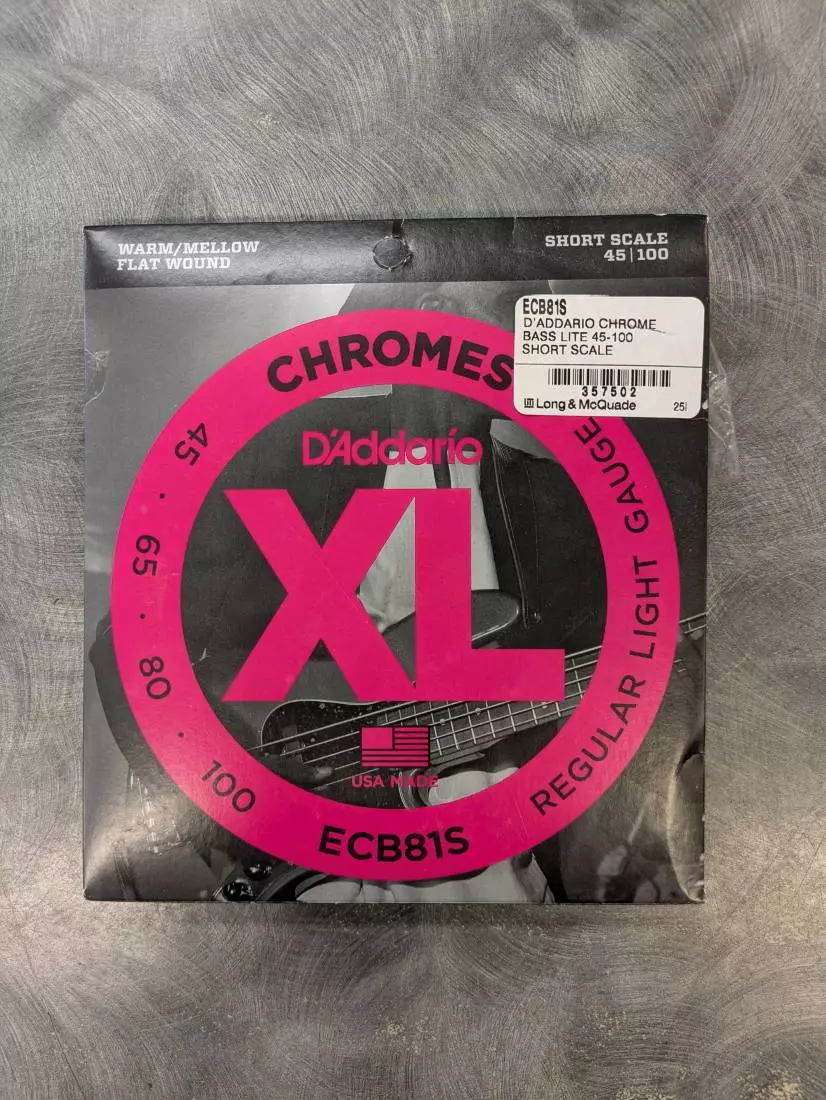 WARM/MELLOW
FLAT WOUND
SHORT SCALE
45|100
ECB81S
D'ADDARIO CHROME
BASS LITE 45-100
SHORT SCALE
357502
Long & McQuade
25|
CHROMES
D'Addario
XL
USA MADE
45 · 65 · 80 · 100
ECB81S
REGULAR LIGHT GAUGE